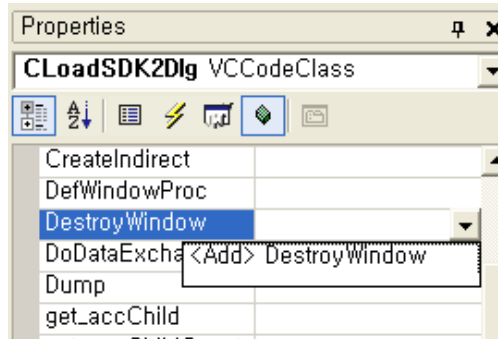 Properties
CLoadSDK2Dlg VCCodeClass
CreateIndirect
DefWindowProc
DestroyWindow
DoDataExcha
<Add> DestroyWindow
Dump
get_accChild